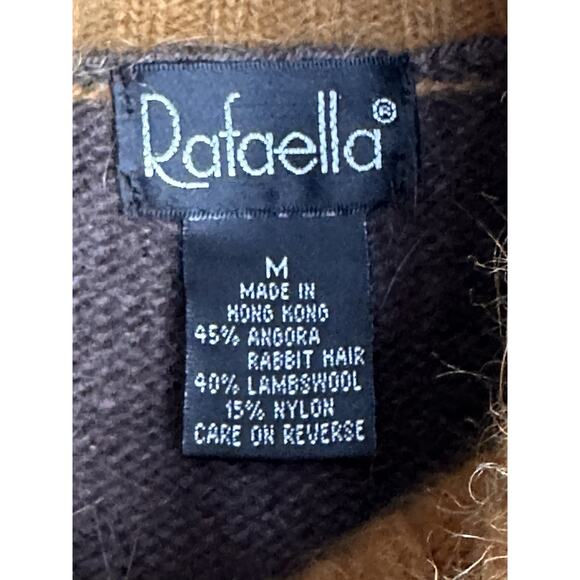 Rafaella®
M
MADE IN
HONG KONG
45% ANGORA
RABBIT HAIR
40% LAMBSWOOL
15% NYLON
CARE ON REVERSE